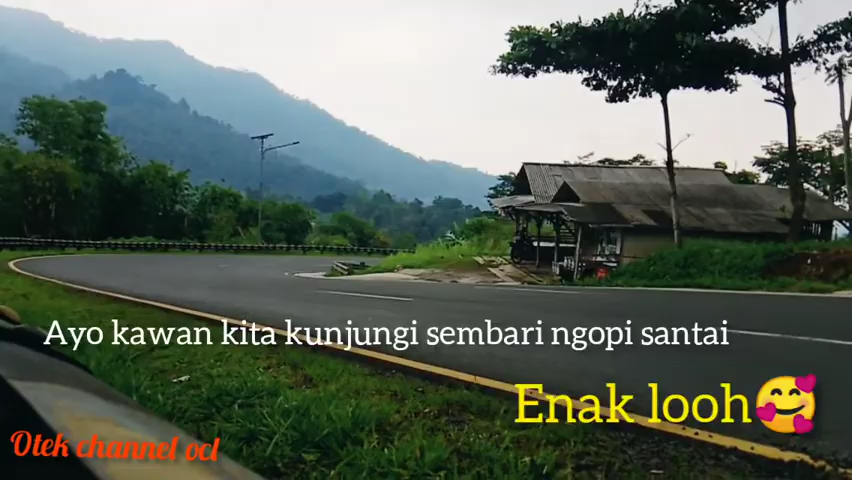 Ayo kawan kita kunjungi sembari ngopi santai
Enak looh🥰
Otek channel ocl